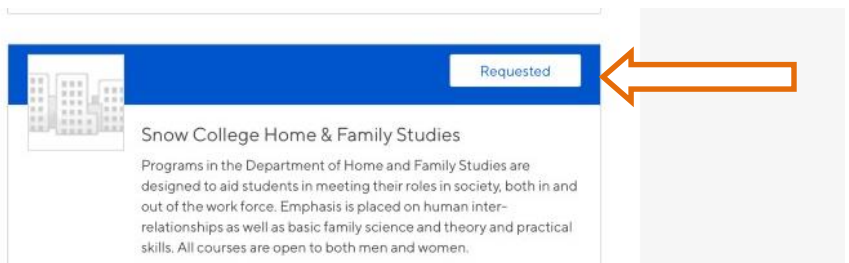 Requested
Snow College Home & Family Studies
Programs in the Department of Home and Family Studies are
designed to aid students in meeting their roles in society, both in and
out of the work force. Emphasis is placed on human inter-
relationships as well as basic family science and theory and practical
skills. All courses are open to both men and women.